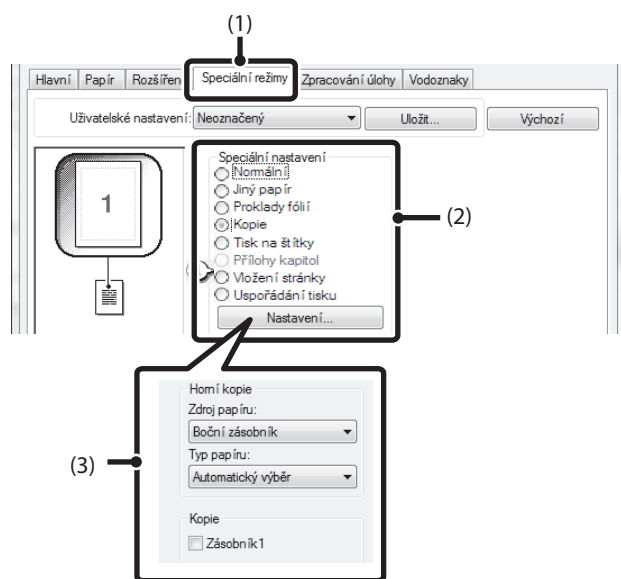 (1)
Hlavní Papír Rozšířen Speciální režimy Zpracování úlohy Vodoznaky
Uživatelské nastavení: Neoznačený Uložit... Výchozí
Speciální nastavení
Normální
Jiný papír
Proklady fólií
Kopie
Tisk na štítky
Přílohy kapitol
Vložení stránky
Uspořádání tisku
Nastavení...
1
(2)
Horní kopie
Zdroj papíru:
Boční zásobník
Typ papíru:
Automatický výběr
Kopie
Zásobník1
(3)